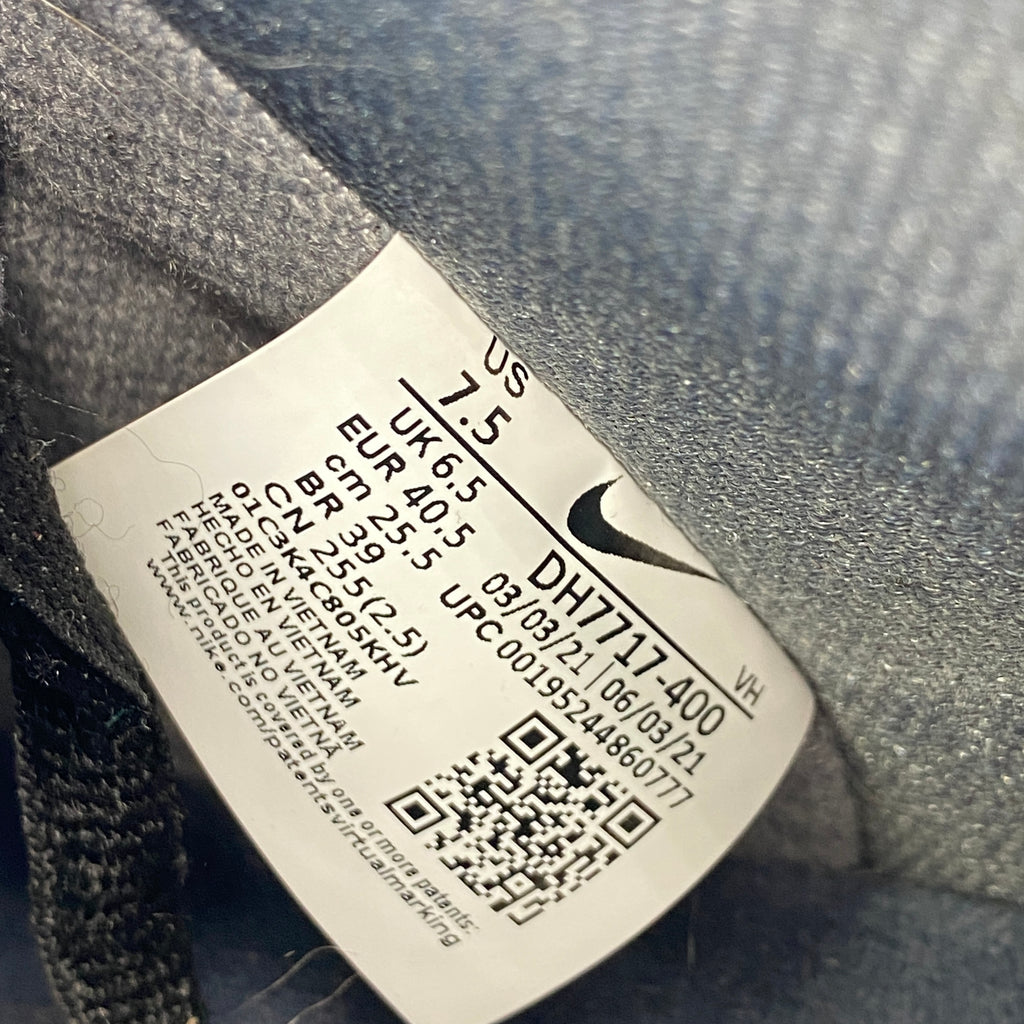 US
7.5
UK 6.5
EUR 40.5
cm 25.5
BR 39
CN 255(2.5)
01C3K4C805KHV
MADE IN VIETNAM
HECHO EN VIETNAM
FABRIQUE AU VIETNAM
FABRICADO NO VIETNA
This product is covered by one or more patents:
www.nike.com/patentsvirtualmarking
VH
DH7717-400
03/03/21 | 06/03/21
UPC 00195244860777